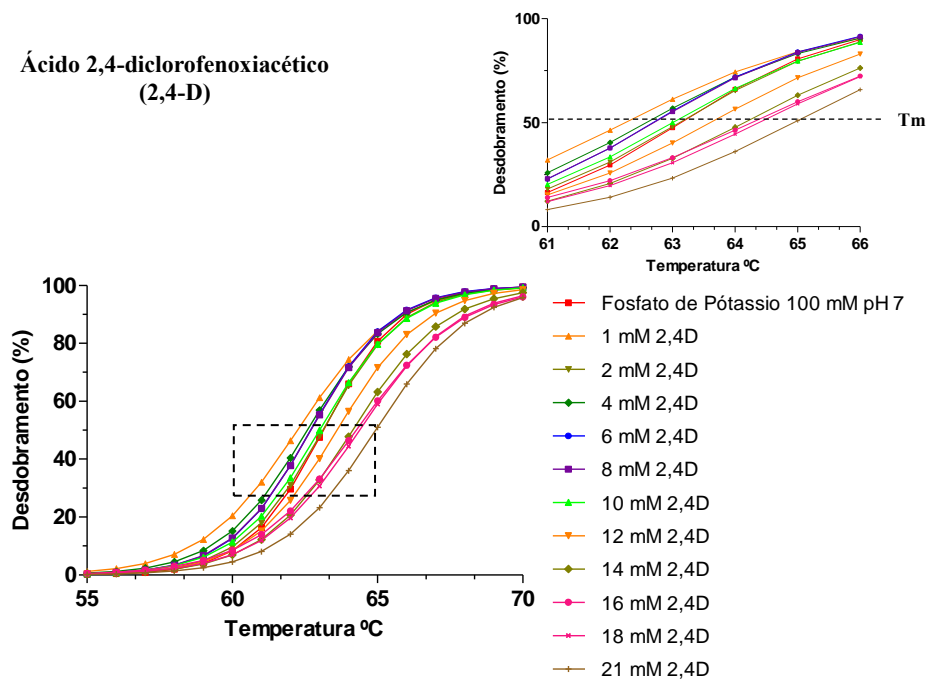 Ácido 2,4-diclorofenoxiacético
(2,4-D)
100
50
0
Desdobramento (%)
Tm
61 62 63 64 65 66
Temperatura ºC
100
80
60
40
20
0
Desdobramento (%)
55 60 65 70
Temperatura ºC
Fosfato de Pótassio 100 mM pH 7
1 mM 2,4D
2 mM 2,4D
4 mM 2,4D
6 mM 2,4D
8 mM 2,4D
10 mM 2,4D
12 mM 2,4D
14 mM 2,4D
16 mM 2,4D
18 mM 2,4D
21 mM 2,4D